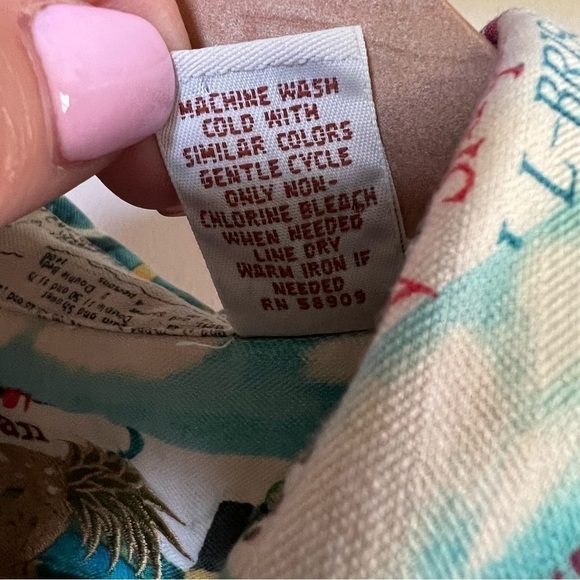 MACHINE WASH
COLD WITH
SIMILAR COLORS
GENTLE CYCLE
ONLY NON-
CHLORINE BLEACH
WHEN NEEDED
LINE DRY
WARM IRON IF
NEEDED
RN 58909